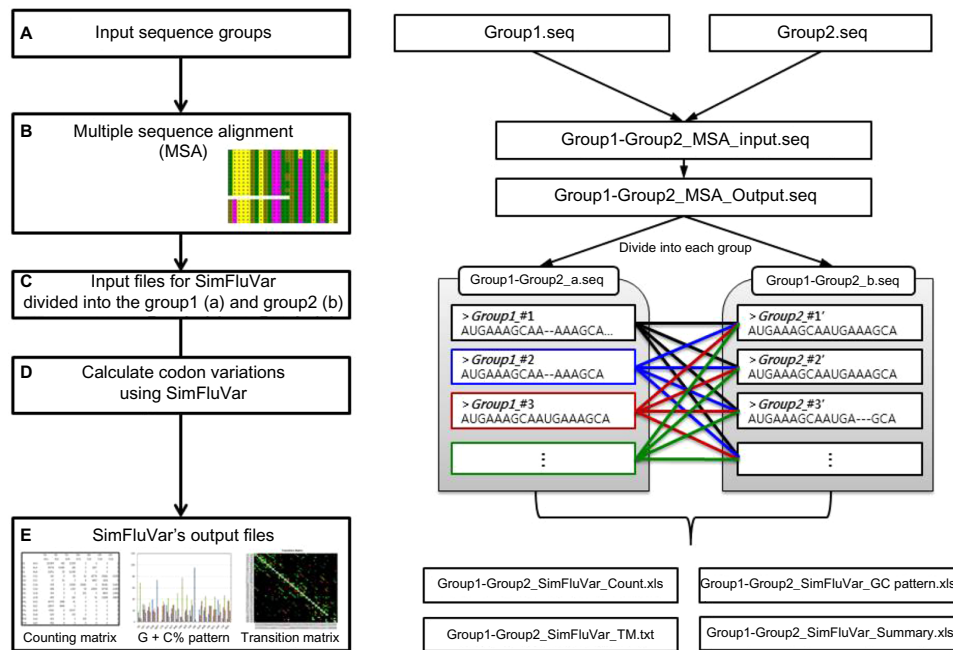 A
Input sequence groups
B
Multiple sequence alignment
(MSA)
C
Input files for SimFluVar
divided into the group1 (a) and group2 (b)
D
Calculate codon variations
using SimFluVar
E
SimFluVar's output files
Counting matrix
G + C% pattern
Transition matrix
Group1.seq
Group2.seq
Group1-Group2_MSA_input.seq
Group1-Group2_MSA_Output.seq
Divide into each group
Group1-Group2_a.seq
> Group1_#1
AUGAAAGCAA--AAAGCA...
> Group1_#2
AUGAAAGCAA--AAAGCA
> Group1_#3
AUGAAAGCAAUGAAAGCA
⋮
Group1-Group2_b.seq
> Group2_#1'
AUGAAAGCAAUGAAAGCA
> Group2_#2'
AUGAAAGCAAUGAAAGCA
> Group2_#3'
AUGAAAGCAAUGA---GCA
⋮
Group1-Group2_SimFluVar_Count.xls
Group1-Group2_SimFluVar_GC pattern.xls
Group1-Group2_SimFluVar_TM.txt
Group1-Group2_SimFluVar_Summary.xls